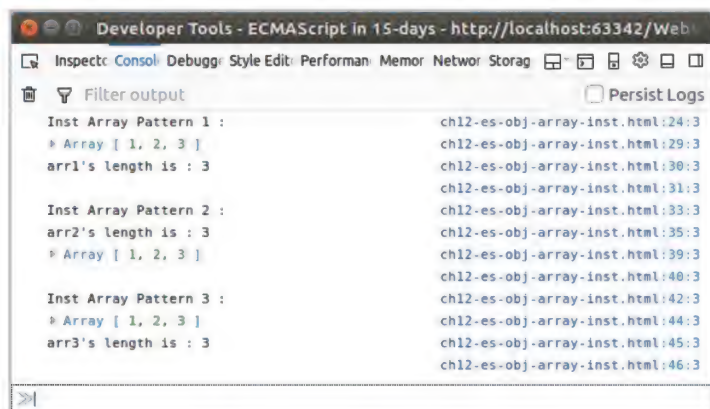 Developer Tools - ECMAScript in 15-days - http://localhost:63342/Web
Inspectc Consol Debugge Style Edit Performan Memor Networ Storag
Filter output Persist Logs
Inst Array Pattern 1 : ch12-es-obj-array-inst.html:24:3
Array [ 1, 2, 3 ] ch12-es-obj-array-inst.html:29:3
arr1's length is : 3 ch12-es-obj-array-inst.html:30:3
ch12-es-obj-array-inst.html:31:3
Inst Array Pattern 2 : ch12-es-obj-array-inst.html:33:3
arr2's length is : 3 ch12-es-obj-array-inst.html:35:3
Array [ 1, 2, 3 ] ch12-es-obj-array-inst.html:39:3
ch12-es-obj-array-inst.html:40:3
Inst Array Pattern 3 : ch12-es-obj-array-inst.html:42:3
Array [ 1, 2, 3 ] ch12-es-obj-array-inst.html:44:3
arr3's length is : 3 ch12-es-obj-array-inst.html:45:3
ch12-es-obj-array-inst.html:46:3